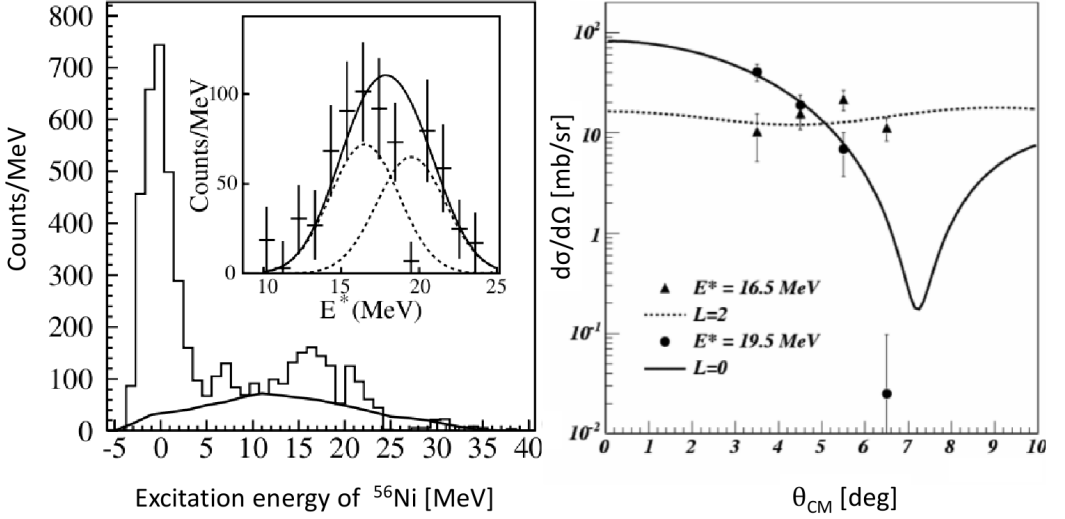 800
700
600
500
400
300
200
100
0
Counts/MeV
-5 0 5 10 15 20 25 30 35 40
Excitation energy of ⁵⁶Ni [MeV]
100
50
0
Counts/MeV
10 15 20 25
E* (MeV)
10²
10
1
10⁻¹
10⁻²
dσ/dΩ [mb/sr]
E* = 16.5 MeV
L=2
E* = 19.5 MeV
L=0
0 1 2 3 4 5 6 7 8 9 10
θCM [deg]